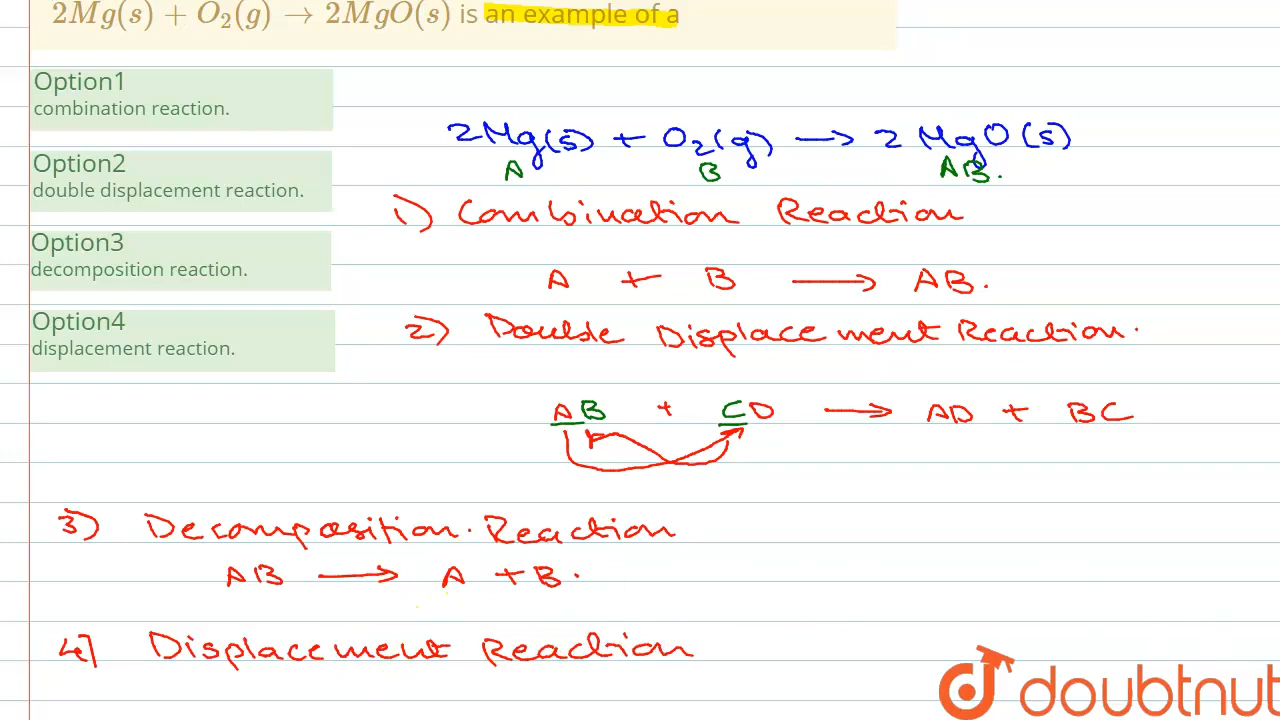 2Mg(s) + O₂(g) → 2MgO(s) is an example of a
Option1
combination reaction.
Option2
double displacement reaction.
Option3
decomposition reaction.
Option4
displacement reaction.
2Mg(s) + O₂(g) → 2 MgO(s)
A B AB.
1) Combination Reaction
A + B → AB.
2) Double Displacement Reaction.
AB + CD → AD + BC
3) Decomposition. Reaction
AB → A + B.
4) Displacement Reaction
doubtnut